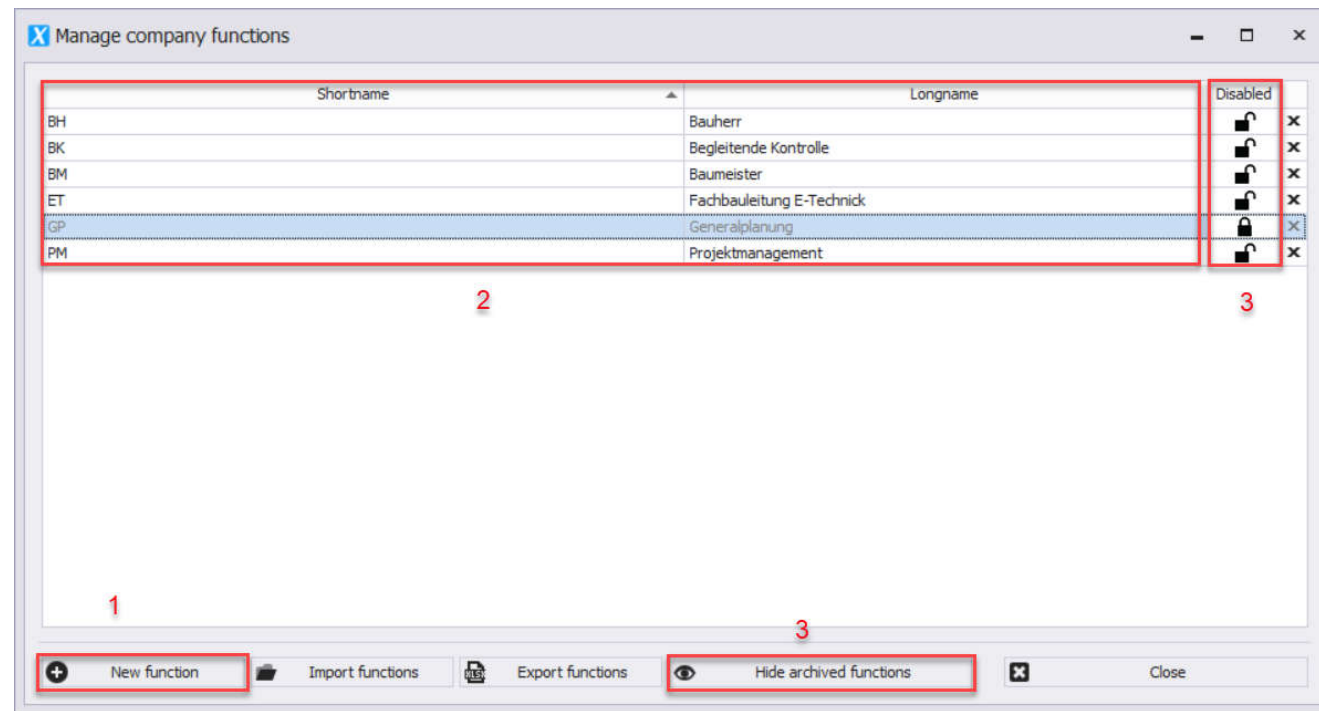 Manage company functions
Shortname Longname Disabled
BH Bauherr
BK Begleitende Kontrolle
BM Baumeister
ET Fachbauleitung E-Technick
GP Generalplanung
PM Projektmanagement
2 3
1
3
New function Import functions XLSX Export functions Hide archived functions Close